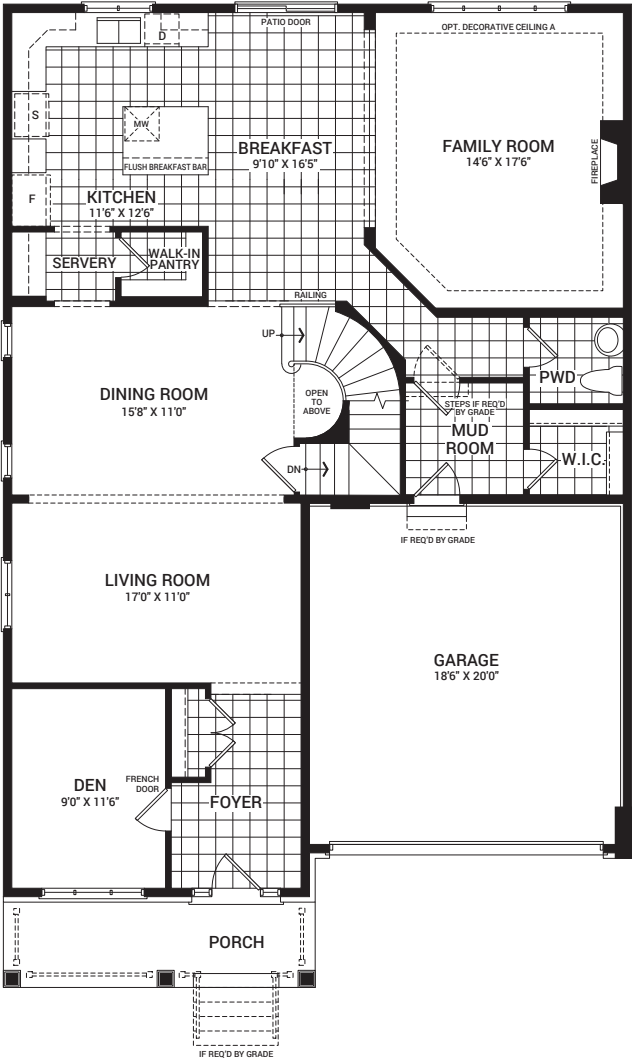 PATIO DOOR
OPT. DECORATIVE CEILING A
D
S
MW
BREAKFAST
9'10" X 16'5"
FAMILY ROOM
14'6" X 17'6"
FIREPLACE
FLUSH BREAKFAST BAR
F
KITCHEN
11'6" X 12'6"
SERVERY
WALK-IN
PANTRY
RAILING
UP
DINING ROOM
15'8" X 11'0"
OPEN
TO
ABOVE
PWD
STEPS IF REQ'D
BY GRADE
MUD
ROOM
W.I.C.
DN
IF REQ'D BY GRADE
LIVING ROOM
17'0" X 11'0"
GARAGE
18'6" X 20'0"
DEN
9'0" X 11'6"
FRENCH
DOOR
FOYER
PORCH
IF REQ'D BY GRADE